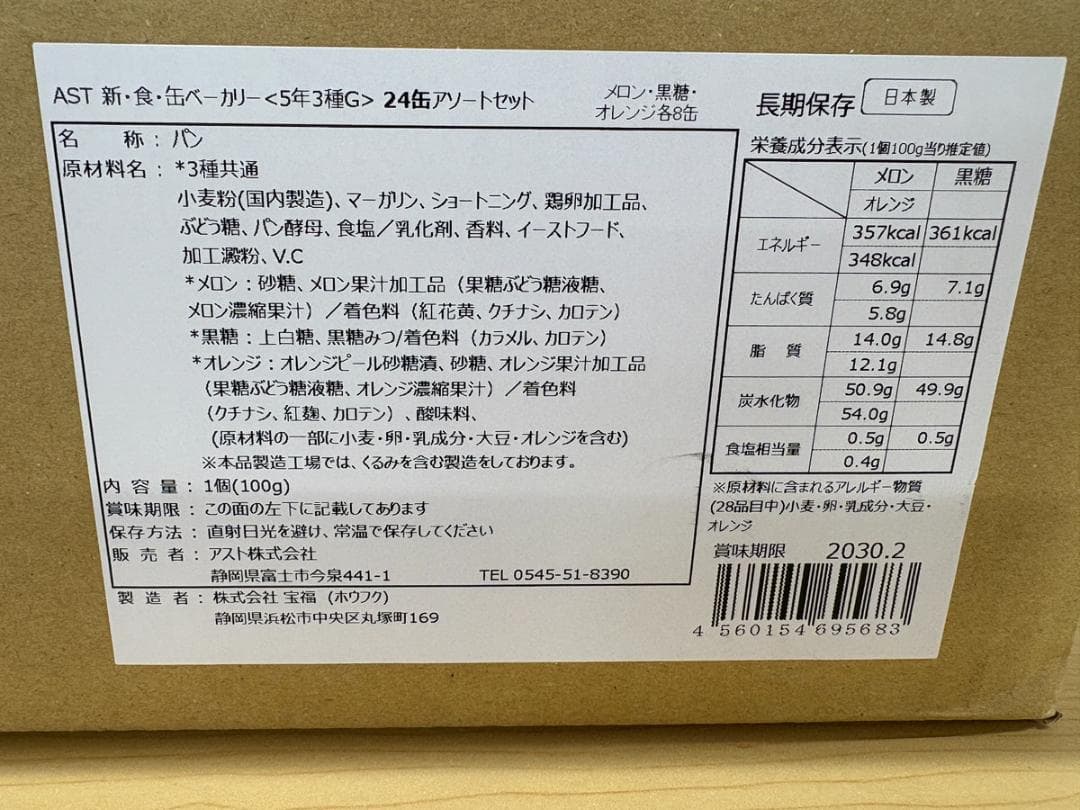 AST 新・食・缶ベーカリー<5年3種G> 24缶アソートセット
メロン・黒糖・
オレンジ各8缶
長期保存
日本製
名 称：パン
原材料名：*3種共通
小麦粉(国内製造)、マーガリン、ショートニング、鶏卵加工品、
ぶどう糖、パン酵母、食塩／乳化剤、香料、イーストフード、
加工澱粉、V.C
*メロン：砂糖、メロン果汁加工品（果糖ぶどう糖液糖、
メロン濃縮果汁）／着色料（紅花黄、クチナシ、カロテン）
*黒糖：上白糖、黒糖みつ/着色料（カラメル、カロテン）
*オレンジ：オレンジピール砂糖漬、砂糖、オレンジ果汁加工品
（果糖ぶどう糖液糖、オレンジ濃縮果汁）／着色料
（クチナシ、紅麹、カロテン）、酸味料、
(原材料の一部に小麦・卵・乳成分・大豆・オレンジを含む)
※本品製造工場では、くるみを含む製造をしております。
内容量：1個(100g)
賞味期限：この面の左下に記載してあります
保存方法：直射日光を避け、常温で保存してください
販売者：アスト株式会社
静岡県富士市今泉441-1 TEL 0545-51-8390
製造者：株式会社 宝福（ホウフク）
静岡県浜松市中央区丸塚町169
栄養成分表示(1個100g当り推定値)
メロン 黒糖
オレンジ
エネルギー 357kcal 361kcal
348kcal
たんぱく質 6.9g 7.1g
5.8g
脂 質 14.0g 14.8g
12.1g
炭水化物 50.9g 49.9g
54.0g
食塩相当量 0.5g 0.5g
0.4g
※原材料に含まれるアレルギー物質
(28品目中)小麦・卵・乳成分・大豆・
オレンジ
賞味期限 2030.2
4 560154 695683